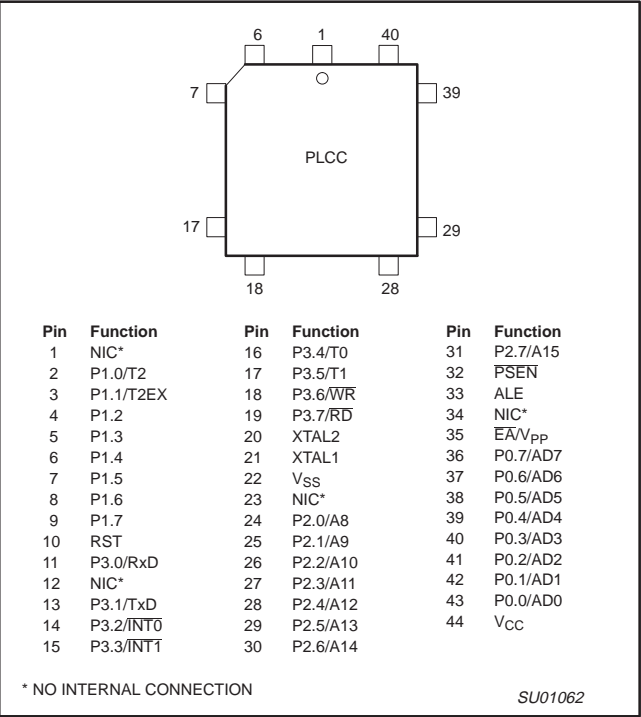 6 1 40
7 39
PLCC
17 29
18 28
Pin Function Pin Function Pin Function
1 NIC* 16 P3.4/T0 31 P2.7/A15
2 P1.0/T2 17 P3.5/T1 32 P̅S̅E̅N̅
3 P1.1/T2EX 18 P3.6/W̅R̅ 33 ALE
4 P1.2 19 P3.7/R̅D̅ 34 NIC*
5 P1.3 20 XTAL2 35 E̅A̅/VPP
6 P1.4 21 XTAL1 36 P0.7/AD7
7 P1.5 22 VSS 37 P0.6/AD6
8 P1.6 23 NIC* 38 P0.5/AD5
9 P1.7 24 P2.0/A8 39 P0.4/AD4
10 RST 25 P2.1/A9 40 P0.3/AD3
11 P3.0/RxD 26 P2.2/A10 41 P0.2/AD2
12 NIC* 27 P2.3/A11 42 P0.1/AD1
13 P3.1/TxD 28 P2.4/A12 43 P0.0/AD0
14 P3.2/I̅N̅T̅0̅ 29 P2.5/A13 44 VCC
15 P3.3/I̅N̅T̅1̅ 30 P2.6/A14
* NO INTERNAL CONNECTION
SU01062